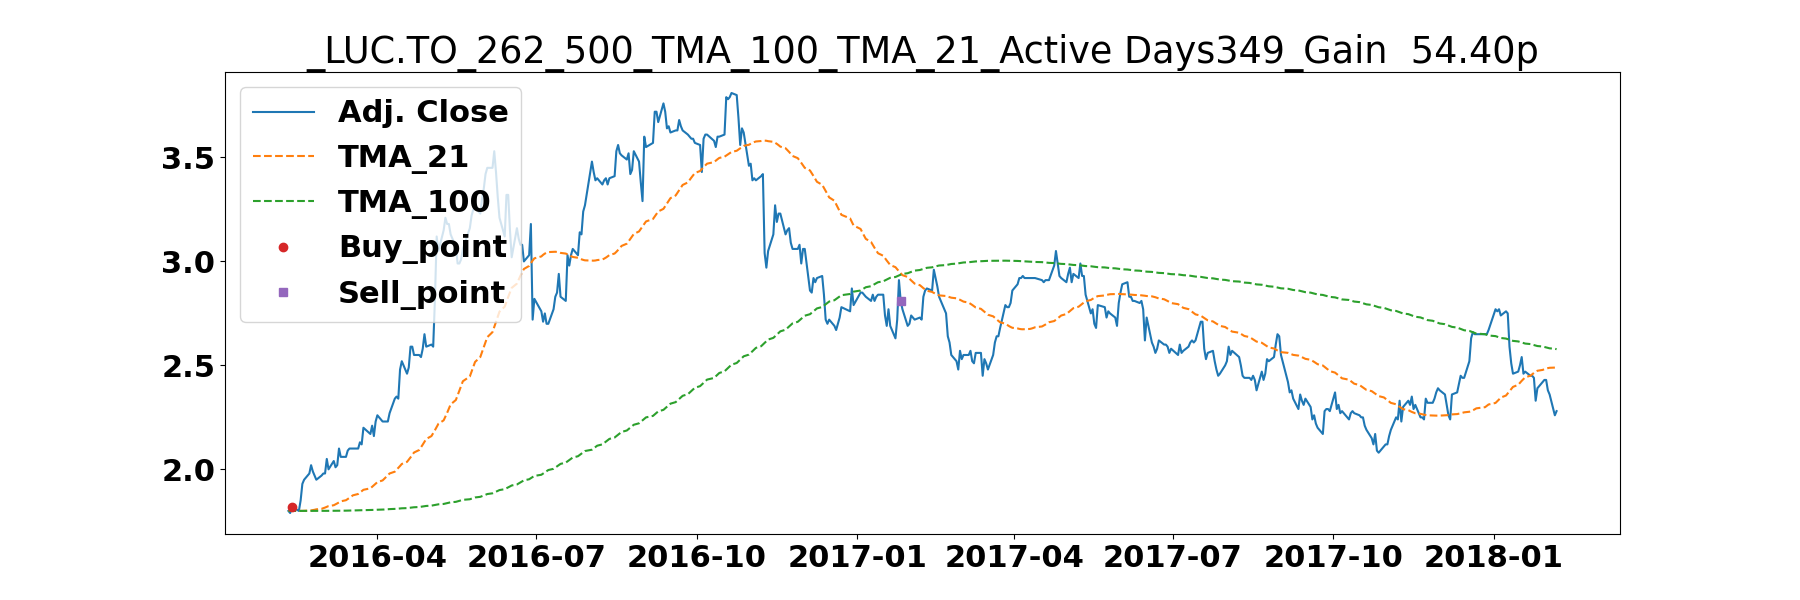 _LUC.TO_262_500_TMA_100_TMA_21_Active Days349_Gain  54.40p
Adj. Close
TMA_21
TMA_100
Buy_point
Sell_point
3.5
3.0
2.5
2.0
2016-04 2016-07 2016-10 2017-01 2017-04 2017-07 2017-10 2018-01